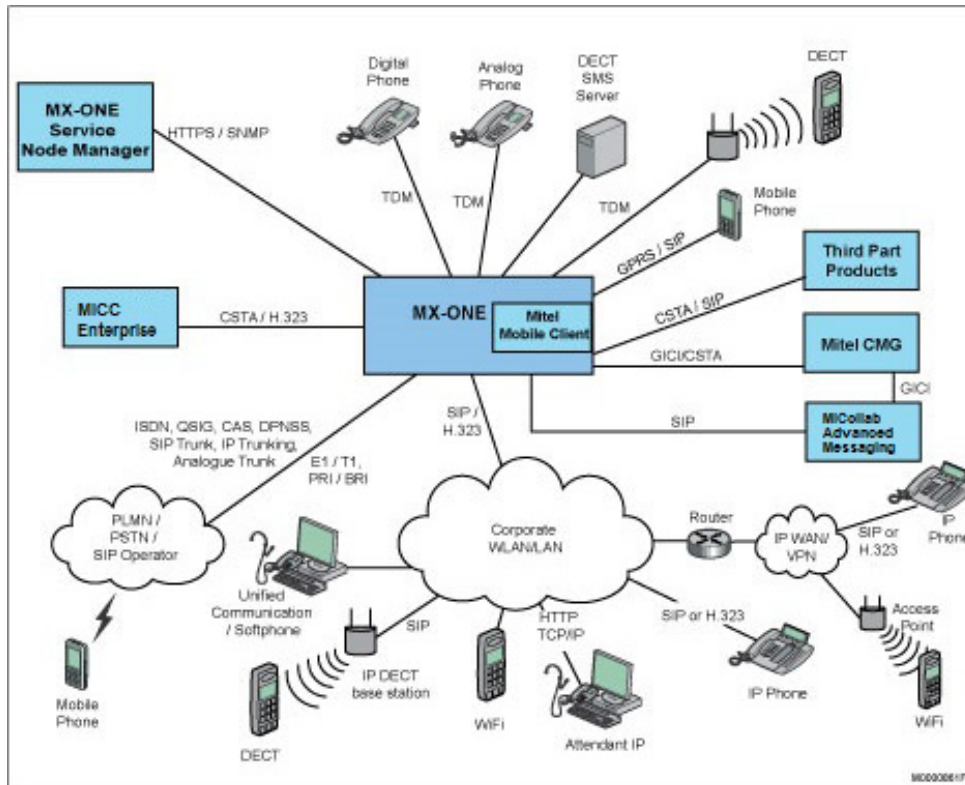 Digital
Phone
Analog
Phone
DECT
SMS
Server
DECT
MX-ONE
Service
Node Manager
HTTPS / SNMP
TDM
TDM
TDM
Mobile
Phone
GPRS / SIP
Third Part
Products
MICC
Enterprise
CSTA / H.323
MX-ONE
Mitel
Mobile Client
CSTA / SIP
GICI/CSTA
Mitel CMG
GICI
SIP
MiCollab
Advanced
Messaging
ISDN, QSIG, CAS, DPNSS,
SIP Trunk, IP Trunking,
Analogue Trunk
E1 / T1,
PRI / BRI
SIP /
H.323
PLMN /
PSTN /
SIP Operator
Corporate
WLAN/LAN
Router
IP WAN/
VPN
SIP or
H.323
IP
Phone
Unified
Communication
/ Softphone
SIP
HTTP
TCP/IP
SIP or H.323
Access
Point
IP DECT
base station
Mobile
Phone
DECT
WiFi
Attendant IP
IP Phone
WiFi